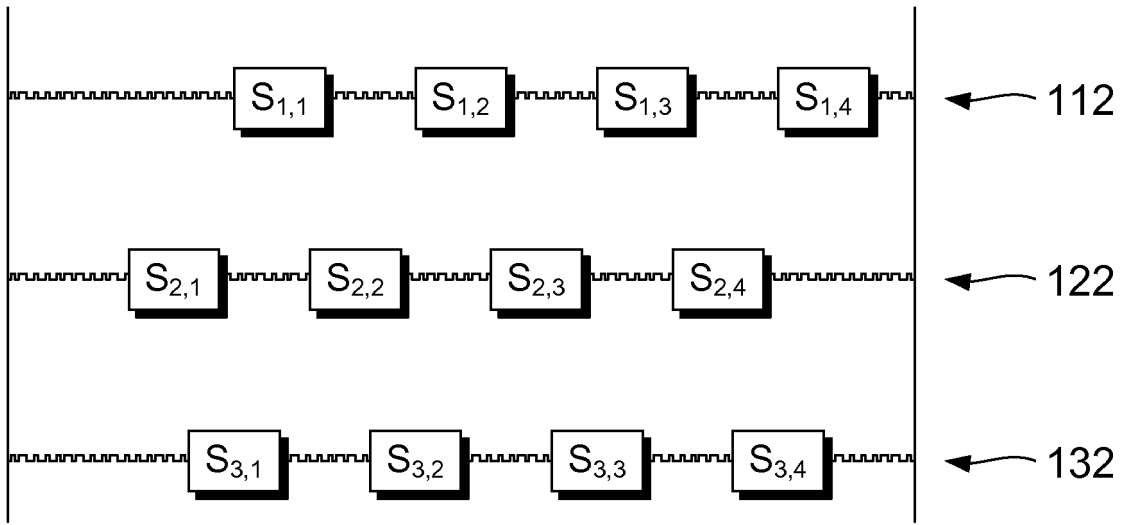 S1,1 S1,2 S1,3 S1,4 112
S2,1 S2,2 S2,3 S2,4 122
S3,1 S3,2 S3,3 S3,4 132